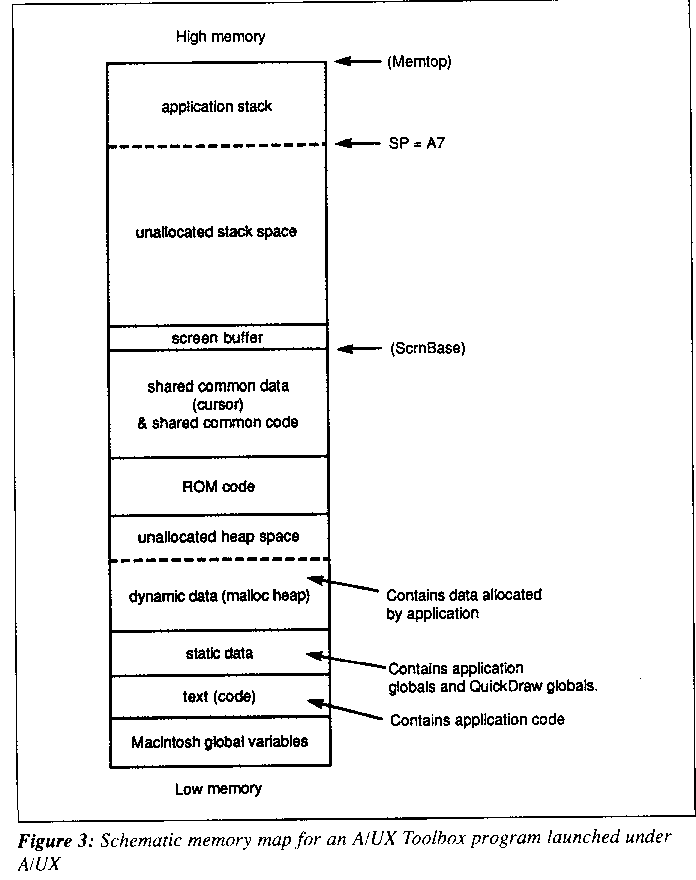 High memory
(Memtop)
application stack
SP = A7
unallocated stack space
screen buffer
(ScrnBase)
shared common data
(cursor)
& shared common code
ROM code
unallocated heap space
dynamic data (malloc heap)
Contains data allocated
by application
static data
Contains application
globals and QuickDraw globals.
text (code)
Contains application code
Macintosh global variables
Low memory
Figure 3: Schematic memory map for an A/UX Toolbox program launched under
A/UX